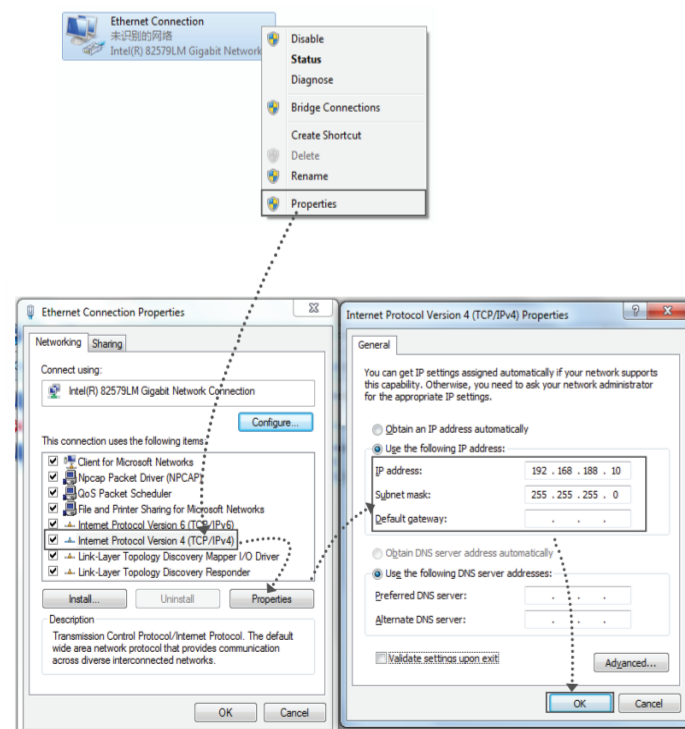 Ethernet Connection
未识别的网络
Intel(R) 82579LM Gigabit Network
Disable
Status
Diagnose
Bridge Connections
Create Shortcut
Delete
Rename
Properties
Ethernet Connection Properties
Networking
Sharing
Connect using:
Intel(R) 82579LM Gigabit Network Connection
Configure...
This connection uses the following items:
Client for Microsoft Networks
Npcap Packet Driver (NPCAP)
QoS Packet Scheduler
File and Printer Sharing for Microsoft Networks
Internet Protocol Version 6 (TCP/IPv6)
Internet Protocol Version 4 (TCP/IPv4)
Link-Layer Topology Discovery Mapper I/O Driver
Link-Layer Topology Discovery Responder
Install...
Uninstall
Properties
Description
Transmission Control Protocol/Internet Protocol. The default
wide area network protocol that provides communication
across diverse interconnected networks.
OK
Cancel
Internet Protocol Version 4 (TCP/IPv4) Properties
General
You can get IP settings assigned automatically if your network supports
this capability. Otherwise, you need to ask your network administrator
for the appropriate IP settings.
Obtain an IP address automatically
Use the following IP address:
IP address: 192 . 168 . 188 . 10
Subnet mask: 255 . 255 . 255 . 0
Default gateway: . . .
Obtain DNS server address automatically
Use the following DNS server addresses:
Preferred DNS server: . . .
Alternate DNS server: . . .
Validate settings upon exit
Advanced...
OK
Cancel